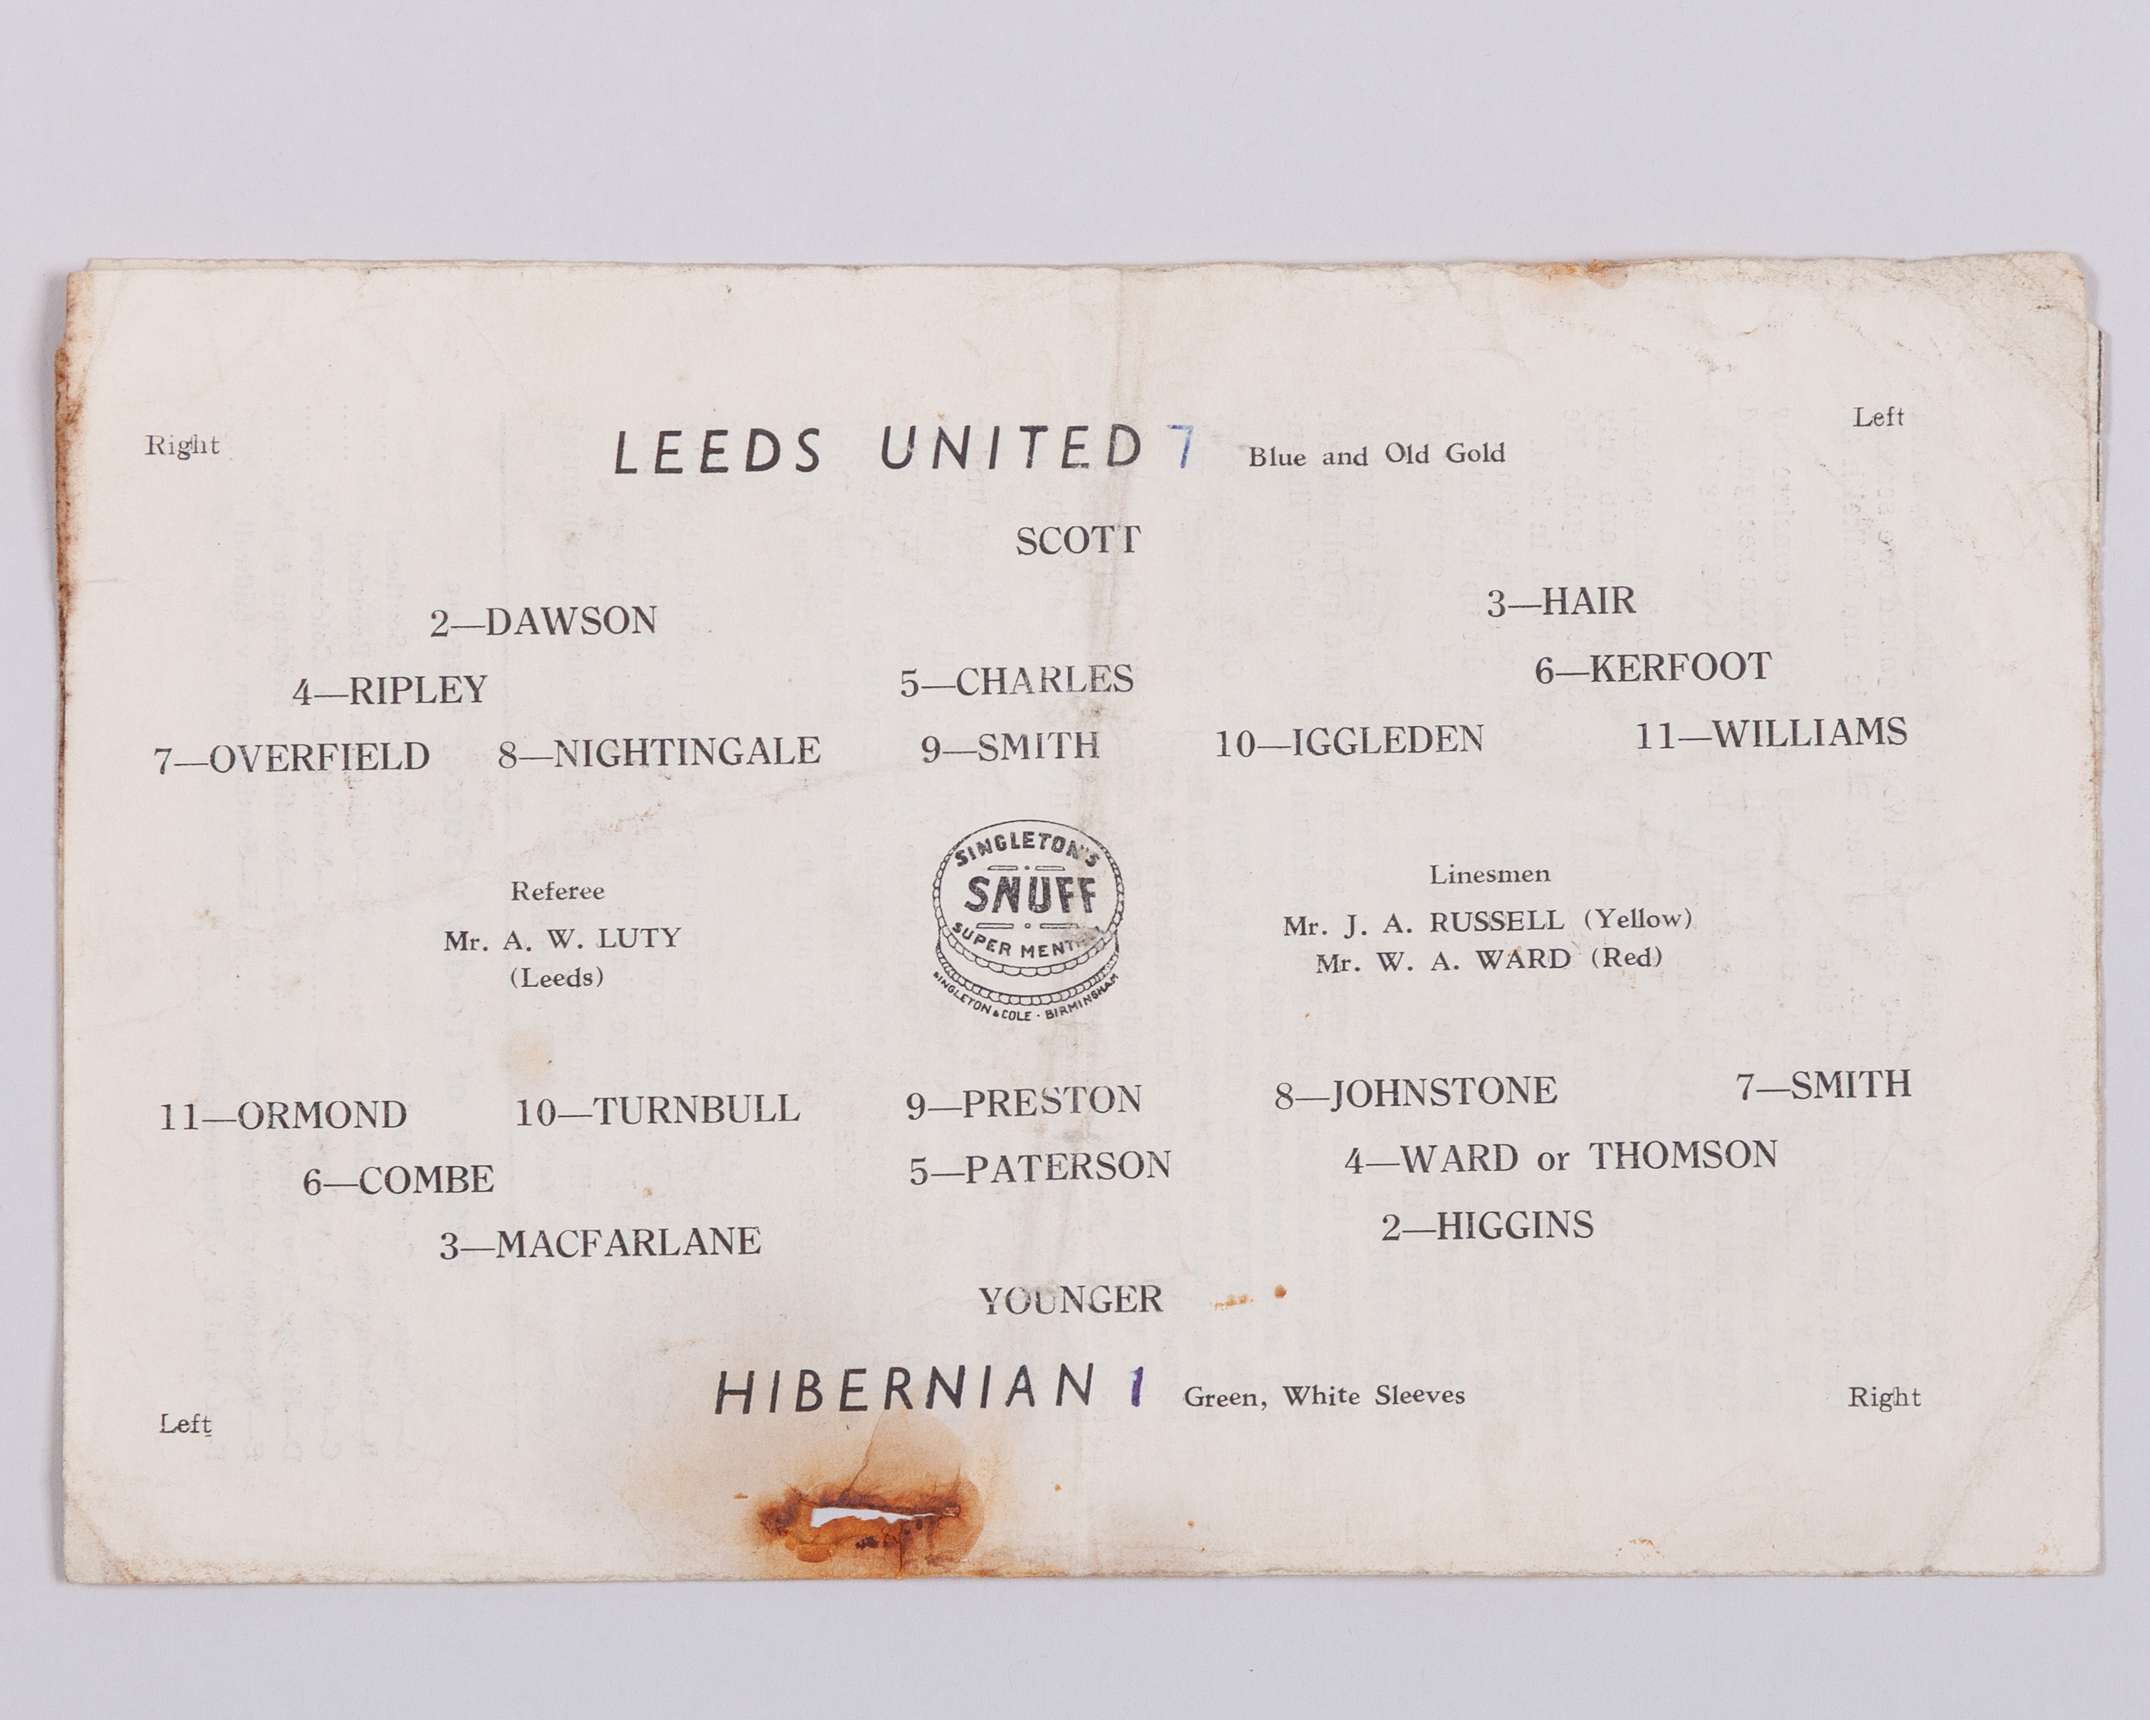 Right
Left
LEEDS UNITED 7 Blue and Old Gold
SCOTT
2—DAWSON 3—HAIR
4—RIPLEY 5—CHARLES 6—KERFOOT
7—OVERFIELD 8—NIGHTINGALE 9—SMITH 10—IGGLEDEN 11—WILLIAMS
Referee
Mr. A. W. LUTY
(Leeds)
SINGLETON'S
SNUFF
SUPER MENTHOL
SINGLETON & COLE · BIRMINGHAM
Linesmen
Mr. J. A. RUSSELL (Yellow)
Mr. W. A. WARD (Red)
11—ORMOND 10—TURNBULL 9—PRESTON 8—JOHNSTONE 7—SMITH
6—COMBE 5—PATERSON 4—WARD or THOMSON
3—MACFARLANE 2—HIGGINS
YOUNGER
HIBERNIAN 1 Green, White Sleeves
Left
Right